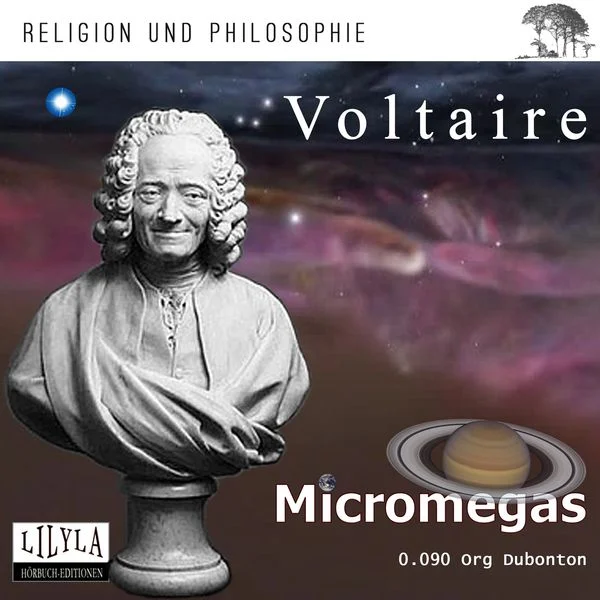 RELIGION UND PHILOSOPHIE
Voltaire
Micromegas
0.090 Org Dubonton
LILYLA
HÖRBUCH-EDITIONEN